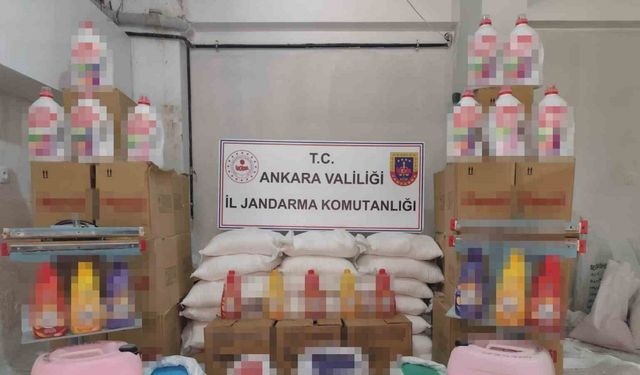 T.C.
ANKARA VALİLİĞİ
İL JANDARMA KOMUTANLIĞI